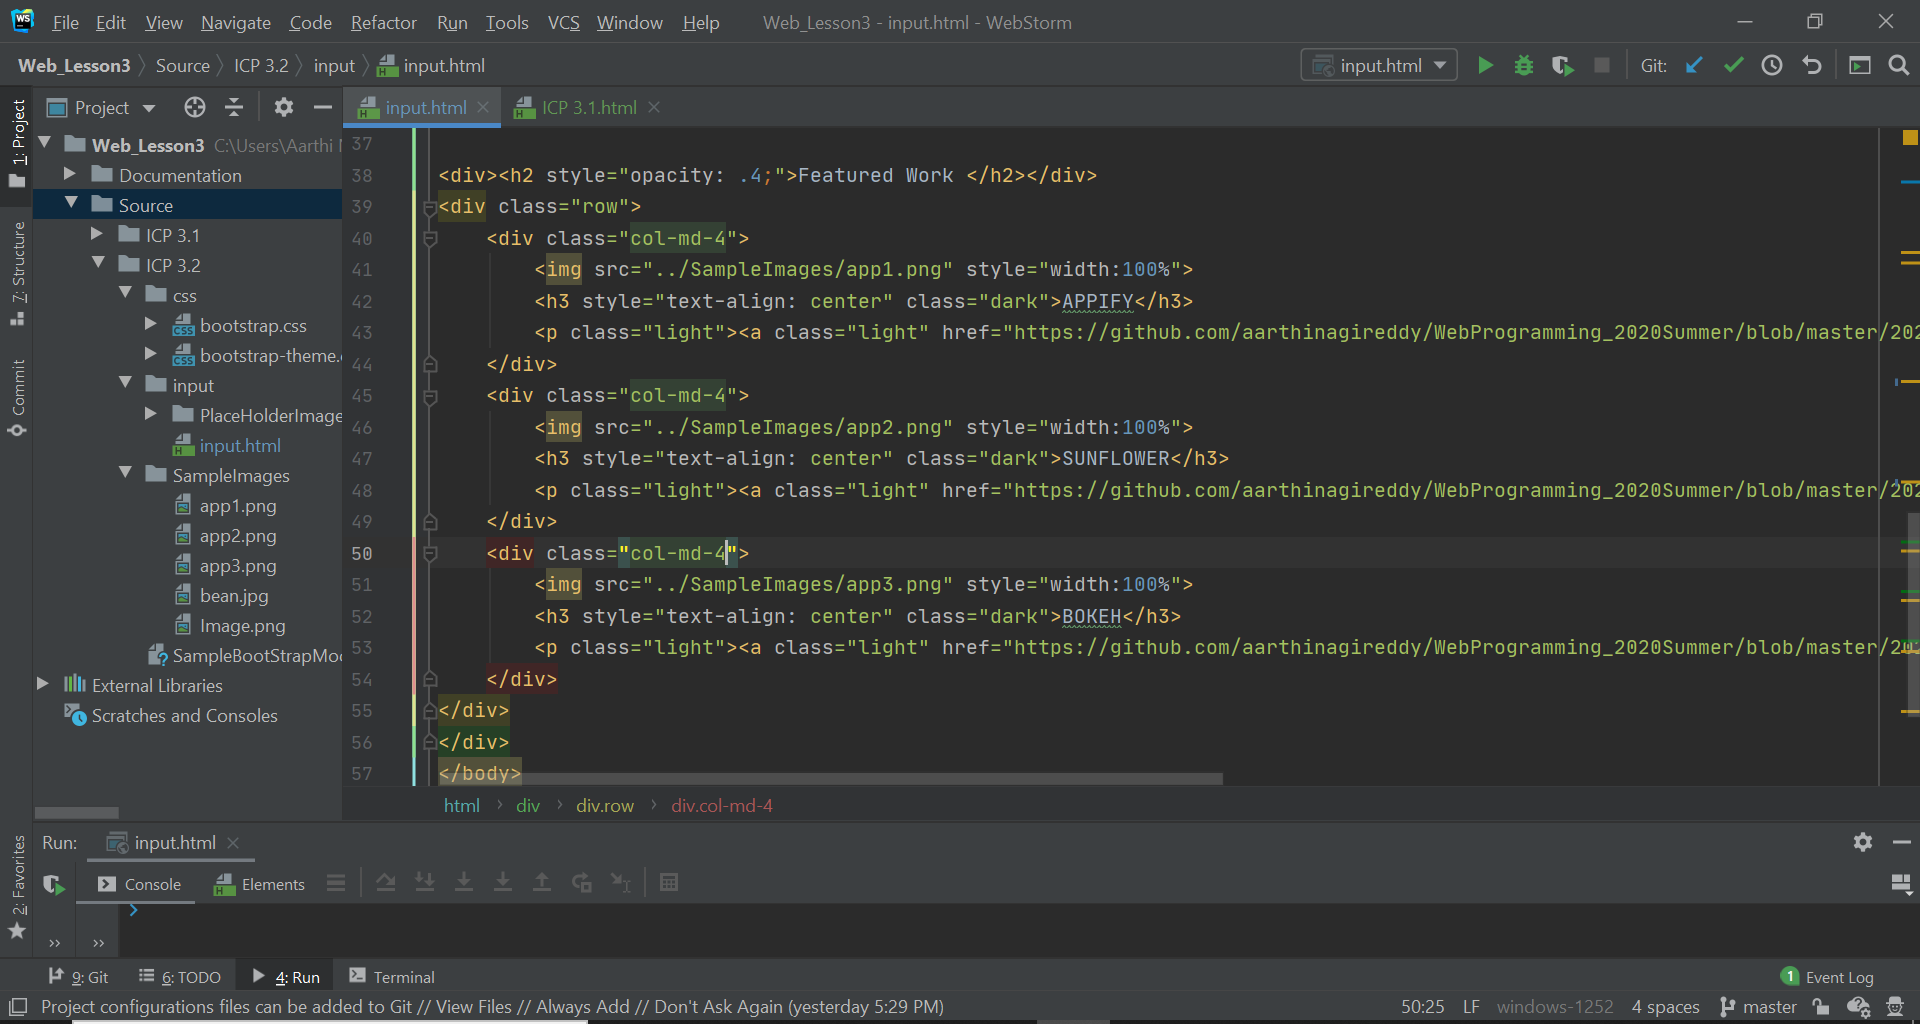 WS File Edit View Navigate Code Refactor Run Tools VCS Window Help Web_Lesson3 - input.html - WebStorm
Web_Lesson3 Source ICP 3.2 input input.html input.html Git:
1: Project
7: Structure
Commit
2: Favorites
Project
Web_Lesson3 C:\Users\Aarthi
Documentation
Source
ICP 3.1
ICP 3.2
css
bootstrap.css
bootstrap-theme.
input
PlaceHolderImage
input.html
SampleImages
app1.png
app2.png
app3.png
bean.jpg
Image.png
SampleBootStrapMo
External Libraries
Scratches and Consoles
input.html ICP 3.1.html
37
38 <div><h2 style="opacity: .4;">Featured Work </h2></div>
39 <div class="row">
40 <div class="col-md-4">
41 <img src="../SampleImages/app1.png" style="width:100%">
42 <h3 style="text-align: center" class="dark">APPIFY</h3>
43 <p class="light"><a class="light" href="https://github.com/aarthinagireddy/WebProgramming_2020Summer/blob/master/202
44 </div>
45 <div class="col-md-4">
46 <img src="../SampleImages/app2.png" style="width:100%">
47 <h3 style="text-align: center" class="dark">SUNFLOWER</h3>
48 <p class="light"><a class="light" href="https://github.com/aarthinagireddy/WebProgramming_2020Summer/blob/master/202
49 </div>
50 <div class="col-md-4">
51 <img src="../SampleImages/app3.png" style="width:100%">
52 <h3 style="text-align: center" class="dark">BOKEH</h3>
53 <p class="light"><a class="light" href="https://github.com/aarthinagireddy/WebProgramming_2020Summer/blob/master/202
54 </div>
55 </div>
56 </div>
57 </body>
html div div.row div.col-md-4
Run: input.html
Console Elements
9: Git 6: TODO 4: Run Terminal 1 Event Log
Project configurations files can be added to Git // View Files // Always Add // Don't Ask Again (yesterday 5:29 PM) 50:25 LF windows-1252 4 spaces master